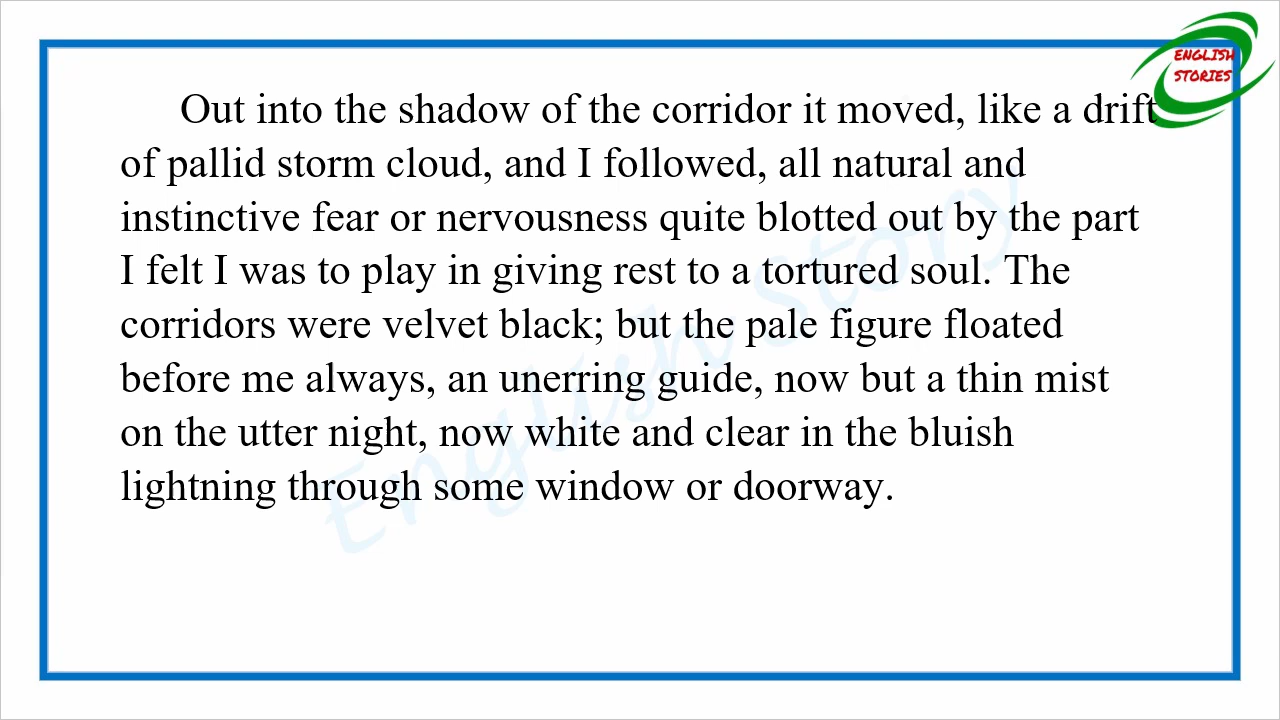 ENGLISH
STORIES
Out into the shadow of the corridor it moved, like a drift
of pallid storm cloud, and I followed, all natural and
instinctive fear or nervousness quite blotted out by the part
I felt I was to play in giving rest to a tortured soul. The
corridors were velvet black; but the pale figure floated
before me always, an unerring guide, now but a thin mist
on the utter night, now white and clear in the bluish
lightning through some window or doorway.
English Story